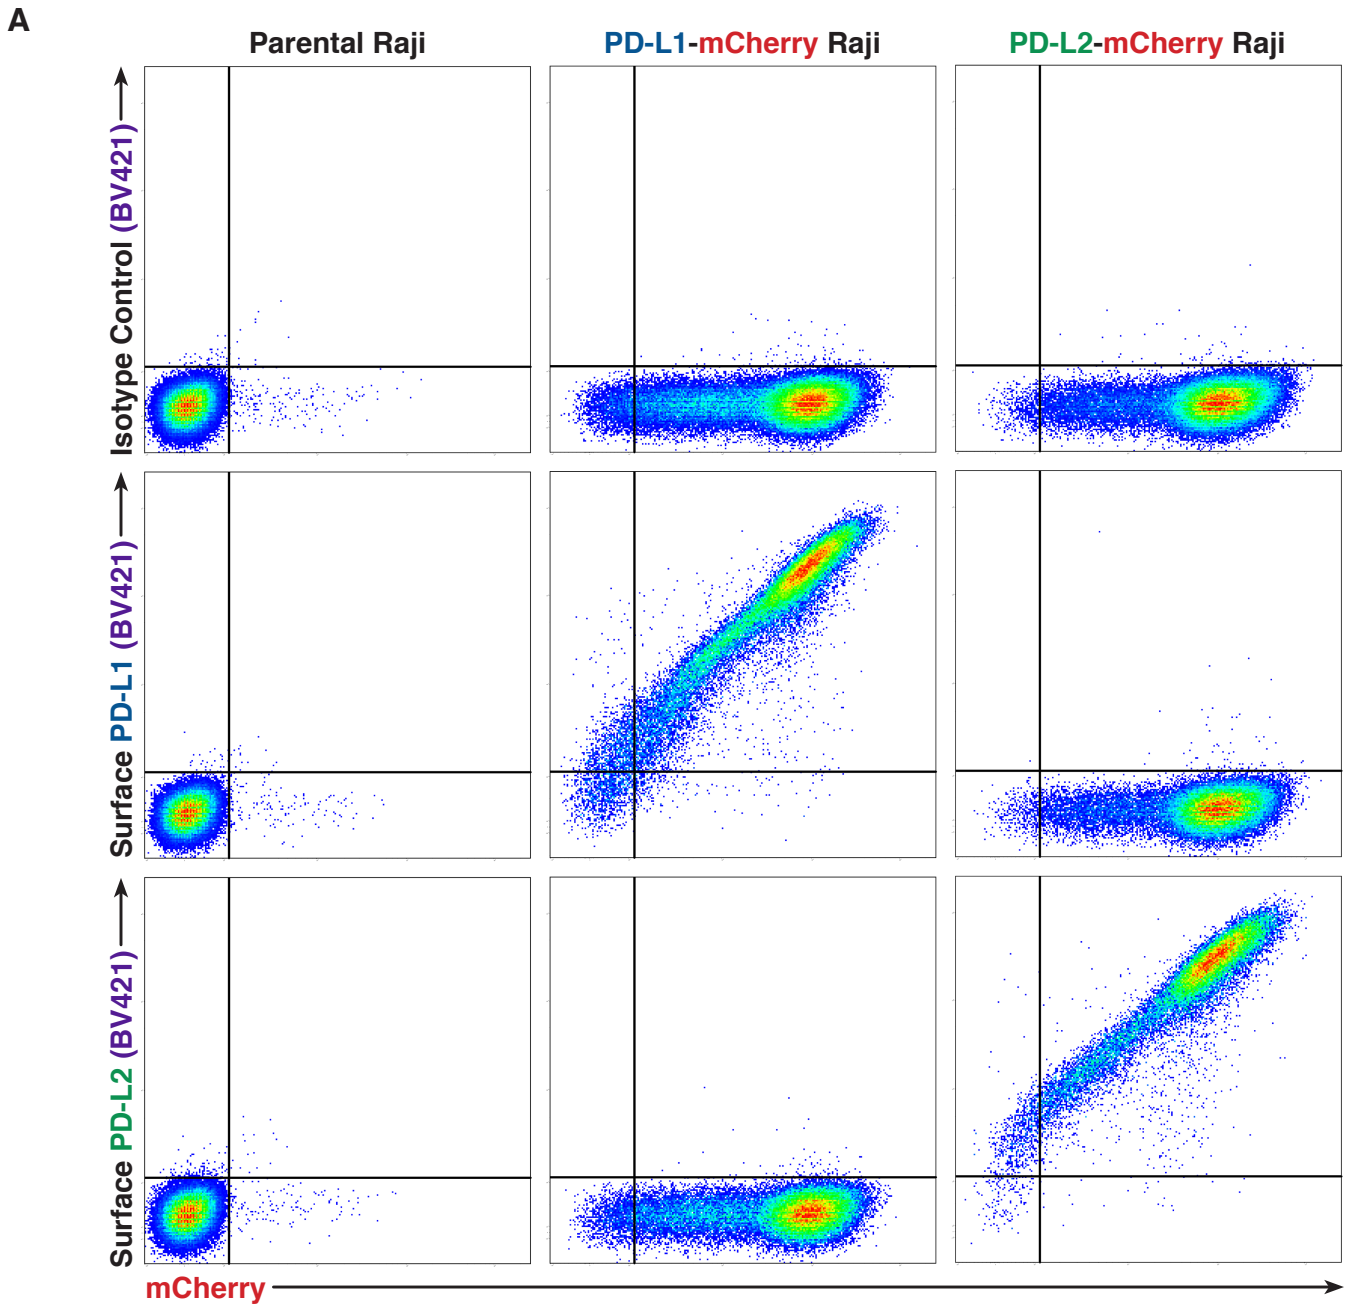 A
Parental Raji
PD-L1-mCherry Raji
PD-L2-mCherry Raji
Isotype Control (BV421)
Surface PD-L1 (BV421)
Surface PD-L2 (BV421)
mCherry